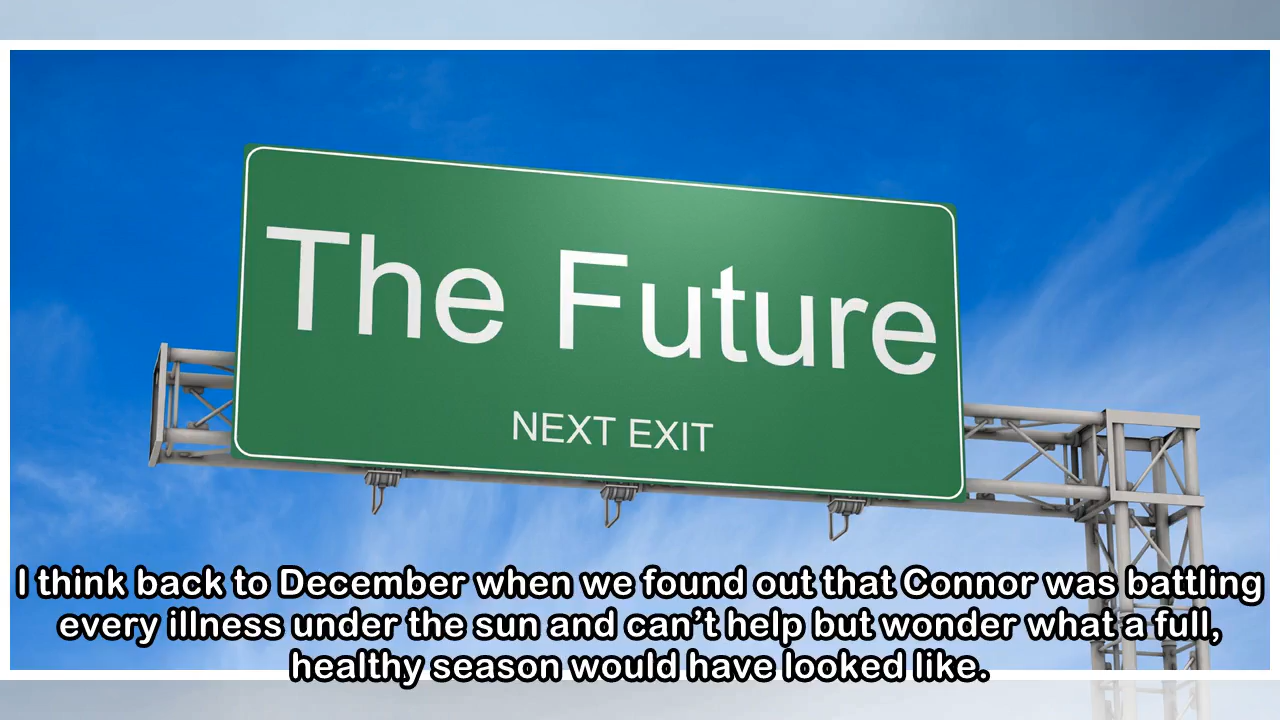 The Future
NEXT EXIT
I think back to December when we found out that Connor was battling
every illness under the sun and can’t help but wonder what a full,
healthy season would have looked like.